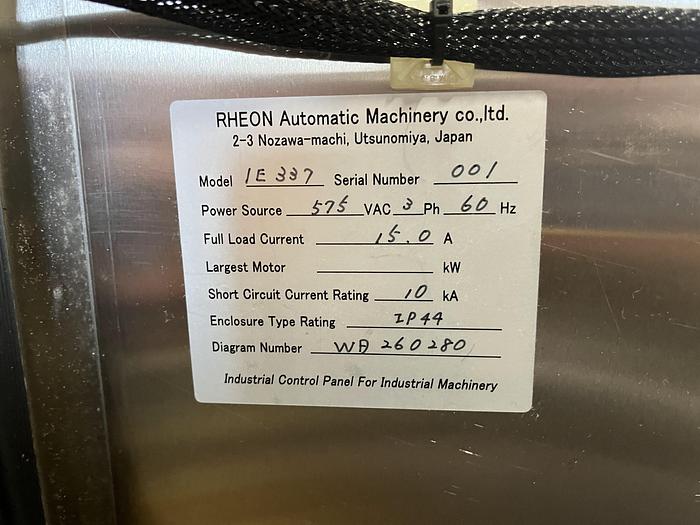 RHEON Automatic Machinery co.,ltd.
2-3 Nozawa-machi, Utsunomiya, Japan
Model IE337 Serial Number 001
Power Source 575 VAC 3 Ph 60 Hz
Full Load Current 15.0 A
Largest Motor kW
Short Circuit Current Rating 10 kA
Enclosure Type Rating IP44
Diagram Number WA260280
Industrial Control Panel For Industrial Machinery